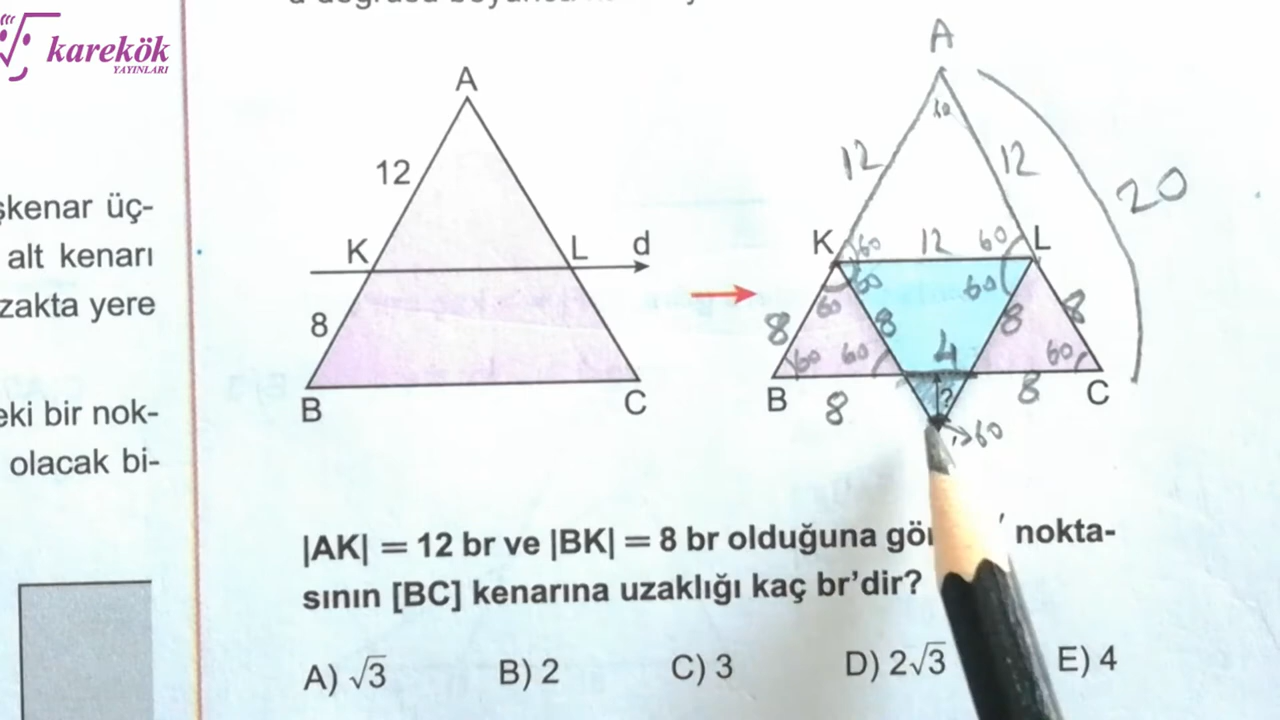 karekök
YAYINLARI
şkenar üç-
alt kenarı
zakta yere
eki bir nok-
olacak bi-
A
12
K
L
d
8
B
C
A
60
12
12
20
K
60
12
60
L
60
60
60
8
8
8
8
60
60
4
60
B
8
?
8
C
60
|AK| = 12 br ve |BK| = 8 br olduğuna nokta-
sının [BC] kenarına uzaklığı kaç br'dir?
A) √3 B) 2 C) 3 D) 2√3 E) 4